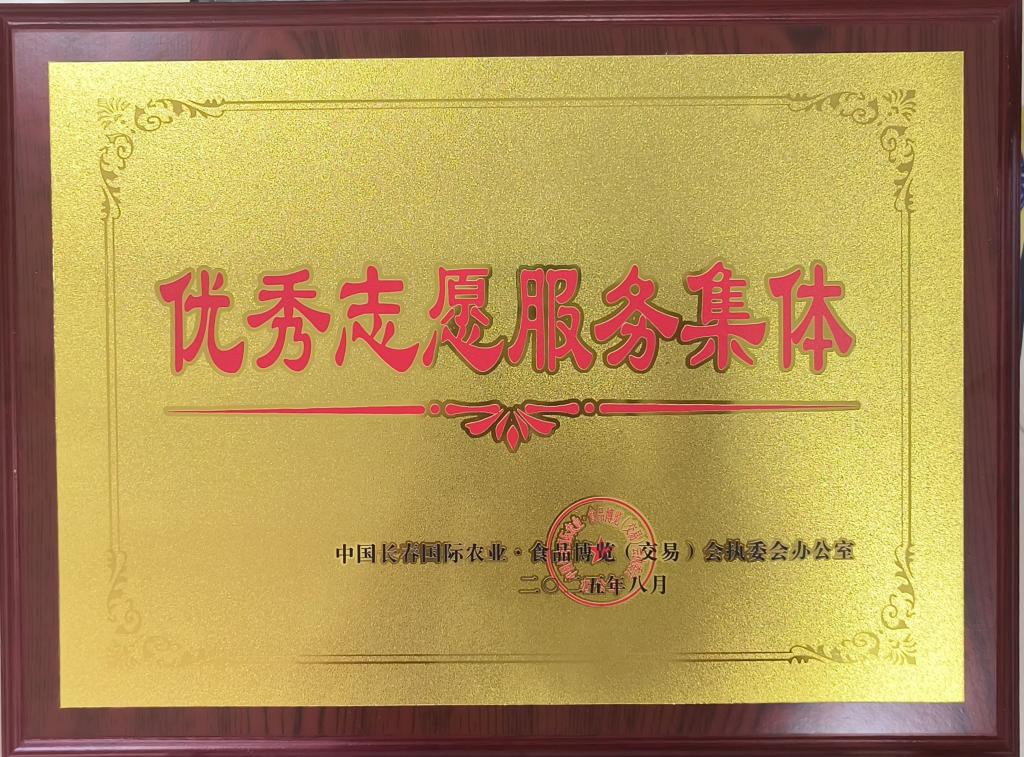 优秀志愿服务集体
中国长春国际农业·食品博览（交易）会执委会办公室
二〇二五年八月